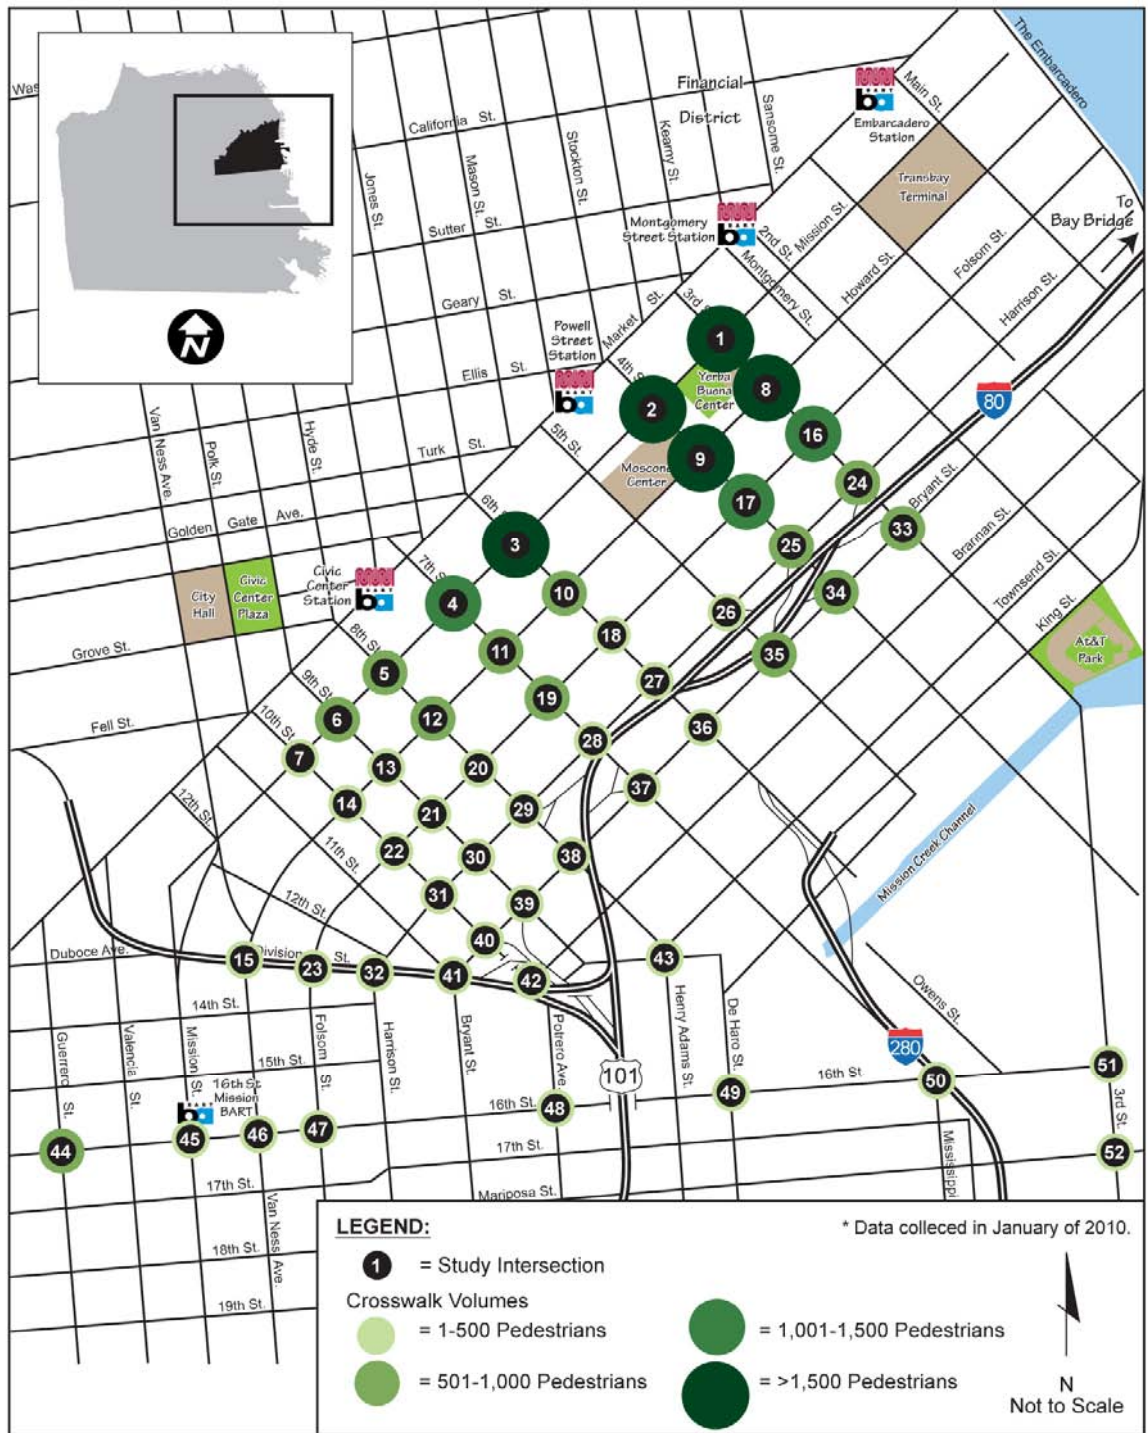 The Embarcadero
Was
Financial
District
California St.
Main St.
BART
ba
Embarcadero
Station
Transbay
Terminal
To
Bay Bridge
Stockton St.
Kearny St.
Sansome St.
Mason St.
Jones St.
Sutter St.
Montgomery
Street Station
BART
ba
2nd St.
Mission St.
Montgomery St.
Howard St.
Folsom St.
Harrison St.
Geary St.
Market St.
3rd S
N
Powell
Street
Station
BART
ba
Ellis St.
4th St
1
Yerba
Buena
Center
8
2
80
5th St.
16
Van Ness Ave.
Polk St.
Hyde St.
Turk St.
9
Moscone
Center
24
Bryant St.
17
33
Brannan St.
Golden Gate Ave.
6th S
3
25
Townsend St.
7th S
Civic
Center
Station
BART
ba
City
Hall
Civic
Center
Plaza
4
10
26
34
King St.
At&T
Park
18
11
35
Grove St.
8th St.
5
27
9th St.
19
Fell St.
10th St.
6
12
28
36
7
13
20
37
12th St.
14
21
29
Mission Creek Channel
11th St.
22
30
38
12th St.
31
39
40
Duboce Ave.
15
Division St.
23
32
41
42
43
14th St.
Owens St.
Guerrero St.
Valencia St.
Mission St.
Folsom St.
Harrison St.
Bryant St.
Potrero Ave.
Henry Adams St.
De Haro St.
280
15th St.
101
16th St
50
51
16th St
Mission
BART
ba
16th St.
48
49
3rd St.
44
45
46
47
17th St.
52
17th St.
Mariposa St.
Mississippi
Van Ness Ave.
18th St.
19th St.
LEGEND:
* Data colleced in January of 2010.
1 = Study Intersection
Crosswalk Volumes
= 1-500 Pedestrians
= 1,001-1,500 Pedestrians
= 501-1,000 Pedestrians
= >1,500 Pedestrians
N
Not to Scale